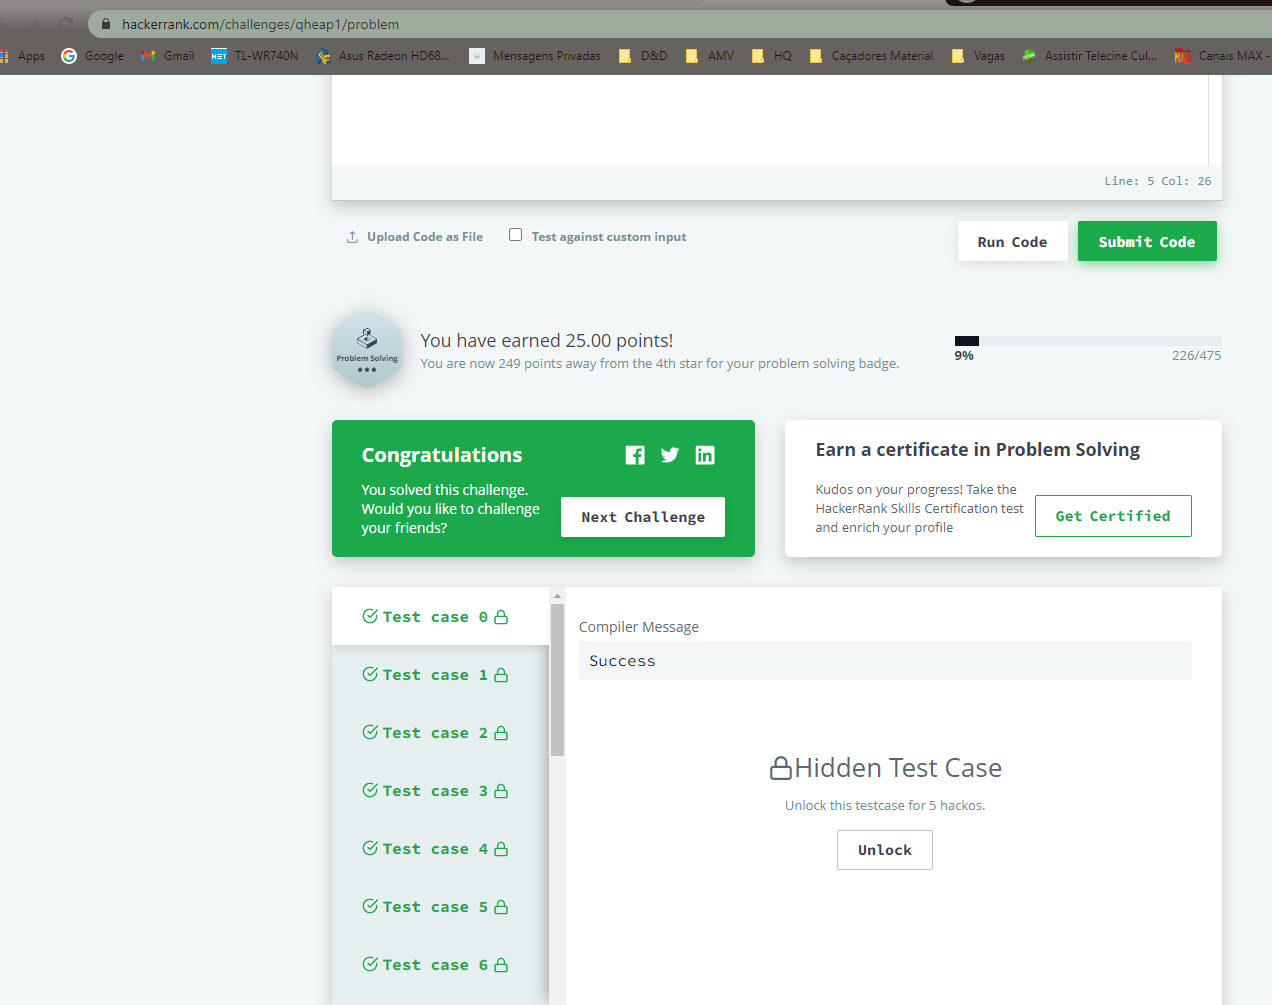 hackerrank.com/challenges/qheap1/problem
Apps Google Gmail NET TL-WR740N Asus Radeon HD68... Mensagens Privadas D&D AMV HQ Caçadores Material Vagas Assistir Telecine Cul... Canais MAX -
Line: 5 Col: 26
Upload Code as File Test against custom input Run Code Submit Code
Problem Solving
You have earned 25.00 points!
You are now 249 points away from the 4th star for your problem solving badge.
9% 226/475
Congratulations
You solved this challenge.
Would you like to challenge
your friends?
Next Challenge
Earn a certificate in Problem Solving
Kudos on your progress! Take the
HackerRank Skills Certification test
and enrich your profile
Get Certified
Test case 0
Test case 1
Test case 2
Test case 3
Test case 4
Test case 5
Test case 6
Compiler Message
Success
Hidden Test Case
Unlock this testcase for 5 hackos.
Unlock